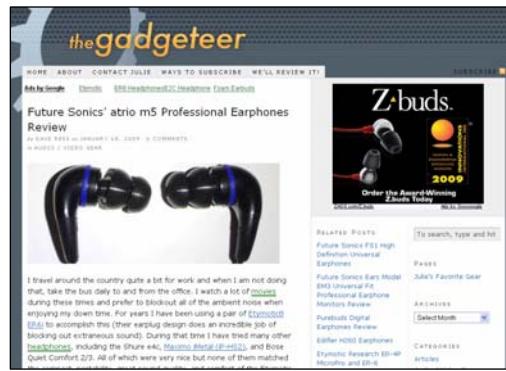 thegadgeteer
HOME | ABOUT | CONTACT JULIE | WAYS TO SUBSCRIBE | WE'LL REVIEW IT!
SUBSCRIBE
Ads by Google Etymotic ER6 Headphones E2C Headphone Foam Earbuds
Future Sonics' atrio m5 Professional Earphones
Review
COMMENTS
AUDIO / VIDEO GEAR
I travel around the country quite a bit for work and when I am not doing
that, take the bus daily to and from the office. I watch a lot of movies
during these times and prefer to blockout all of the ambient noise when
enjoying my down time. For years I have been using a pair of Etymotic's
ER6i to accomplish this (their earplug design does an incredible job of
blocking out extraneous sound). During that time I have tried many other
headphones, including the Shure e4c, Maximo iMetal (iP-HS2), and Bose
Quiet Comfort 2/3. All of which were very nice but none of them matched
Z·buds.
INNOVATIONS
2009
Order the Award-Winning
Z.buds Today
RELATED POSTS
Future Sonics FS1 High
Definition Universal
Earphones
Future Sonics Ears Model
EM3 Universal Fit
Professional Earphone
Monitors Review
Purebuds Digital
Earphones Review
Edifier H260 Earphones
Etymotic Research ER-4P
MicroPro and ER-6
To search, type and hit
PAGES
Julie's Favorite Gear
ARCHIVES
Select Month
CATEGORIES
Articles